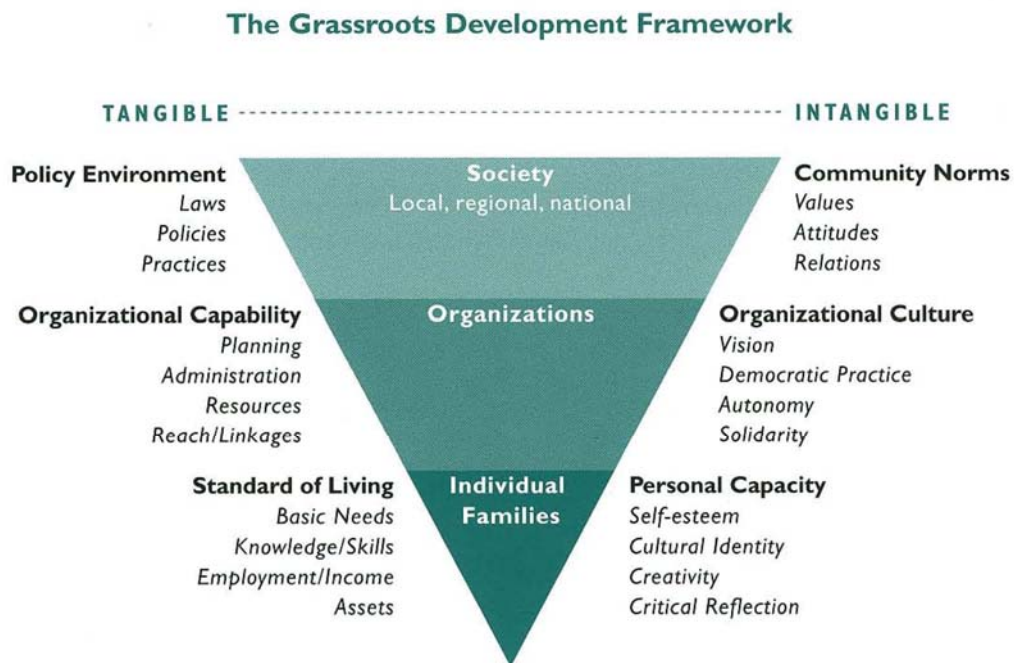 The Grassroots Development Framework
TANGIBLE
INTANGIBLE
Policy Environment
Laws
Policies
Practices
Society
Local, regional, national
Community Norms
Values
Attitudes
Relations
Organizational Capability
Planning
Administration
Resources
Reach/Linkages
Organizations
Organizational Culture
Vision
Democratic Practice
Autonomy
Solidarity
Standard of Living
Basic Needs
Knowledge/Skills
Employment/Income
Assets
Individual
Families
Personal Capacity
Self-esteem
Cultural Identity
Creativity
Critical Reflection